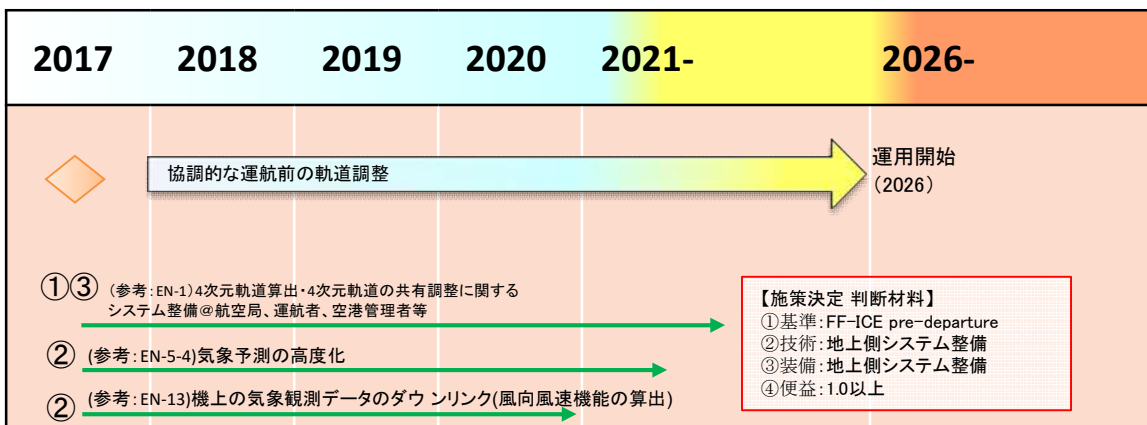 2017 2018 2019 2020 2021- 2026-
協調的な運航前の軌道調整
運用開始
(2026)
①③ (参考:EN-1)4次元軌道算出・4次元軌道の共有調整に関する
システム整備@航空局、運航者、空港管理者等
② (参考:EN-5-4)気象予測の高度化
② (参考:EN-13)機上の気象観測データのダウンリンク(風向風速機能の算出)
【施策決定 判断材料】
①基準:FF-ICE pre-departure
②技術:地上側システム整備
③装備:地上側システム整備
④便益:1.0以上